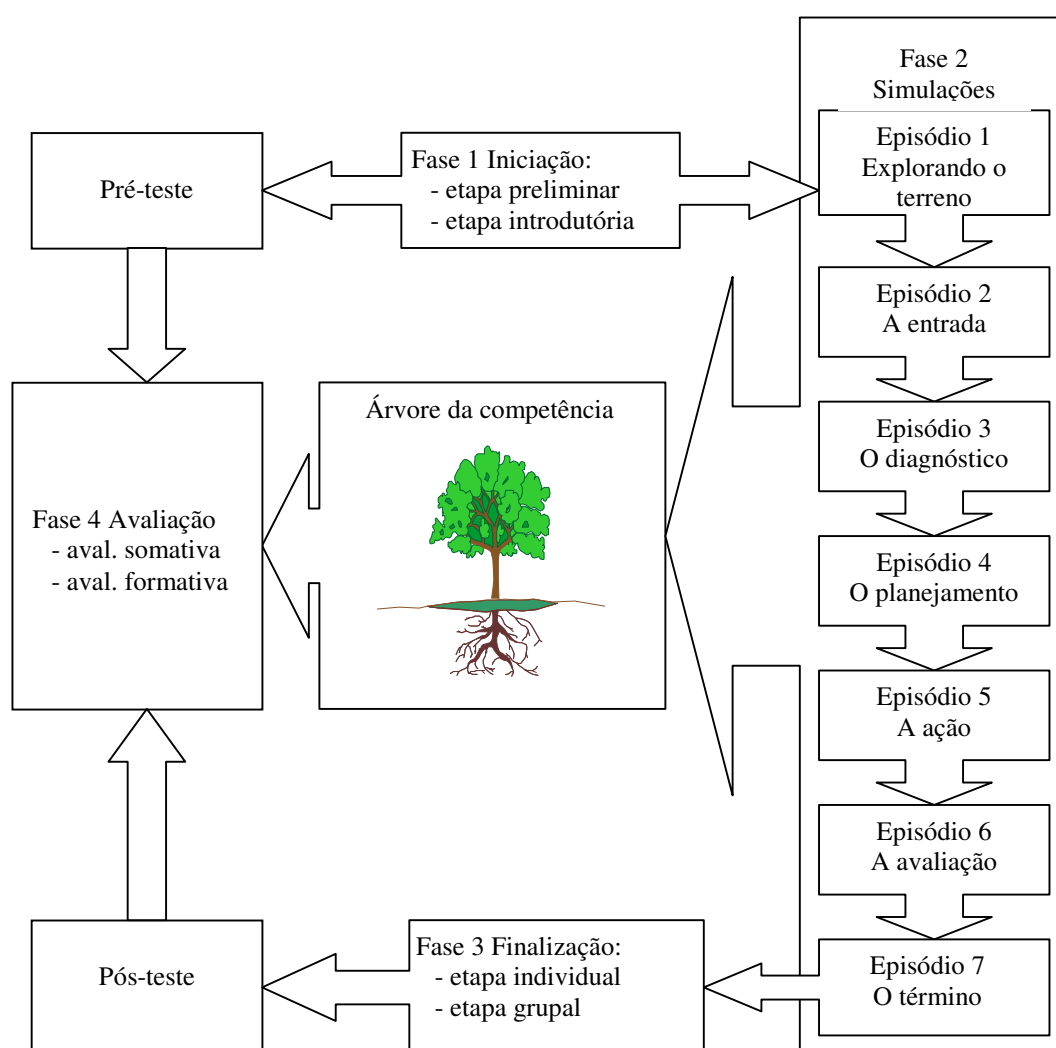 Fase 2
Simulações
Pré-teste
Fase 1 Iniciação:
- etapa preliminar
- etapa introdutória
Episódio 1
Explorando o
terreno
Episódio 2
A entrada
Árvore da competência
Episódio 3
O diagnóstico
Fase 4 Avaliação
- aval. somativa
- aval. formativa
Episódio 4
O planejamento
Episódio 5
A ação
Episódio 6
A avaliação
Pós-teste
Fase 3 Finalização:
- etapa individual
- etapa grupal
Episódio 7
O término